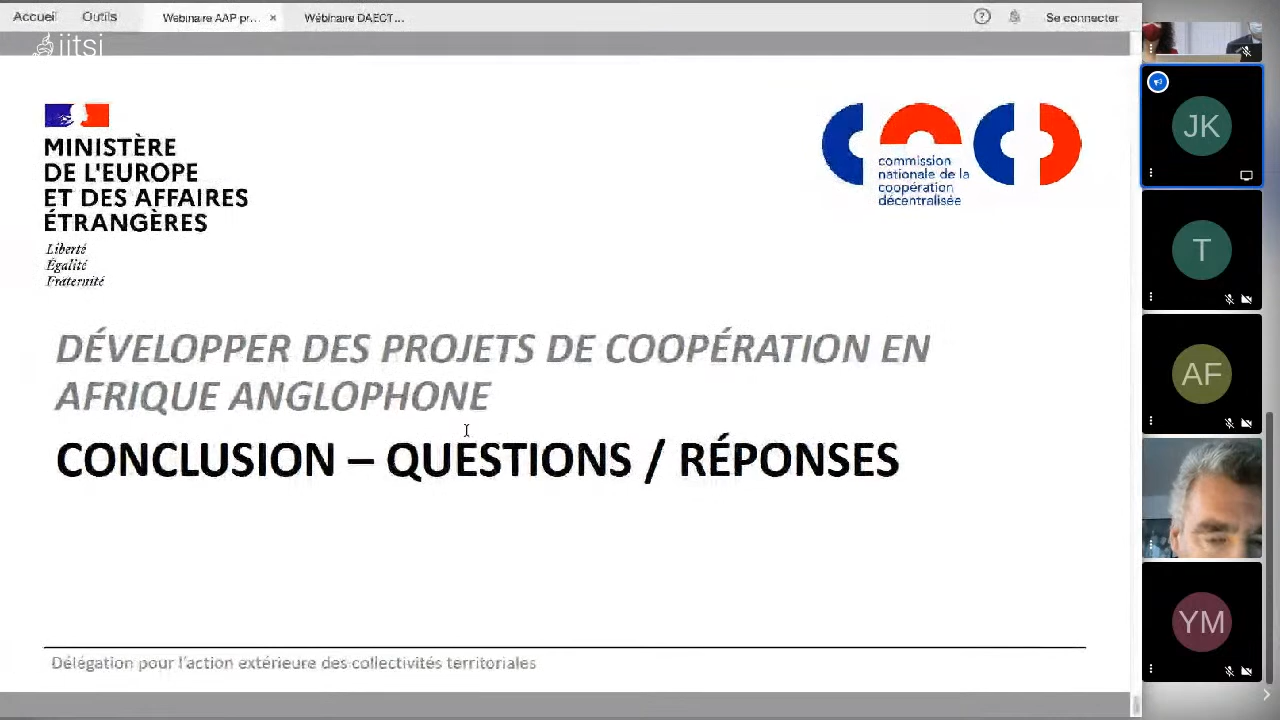 Accueil Outils Webinaire AAP pr... × Wébinaire DAECT... Se connecter
jitsi
MINISTÈRE
DE L'EUROPE
ET DES AFFAIRES
ÉTRANGÈRES
Liberté
Égalité
Fraternité
commission
nationale de la
coopération
décentralisée
DÉVELOPPER DES PROJETS DE COOPÉRATION EN
AFRIQUE ANGLOPHONE
CONCLUSION – QUESTIONS / RÉPONSES
Délégation pour l'action extérieure des collectivités territoriales
JK
T
AF
YM